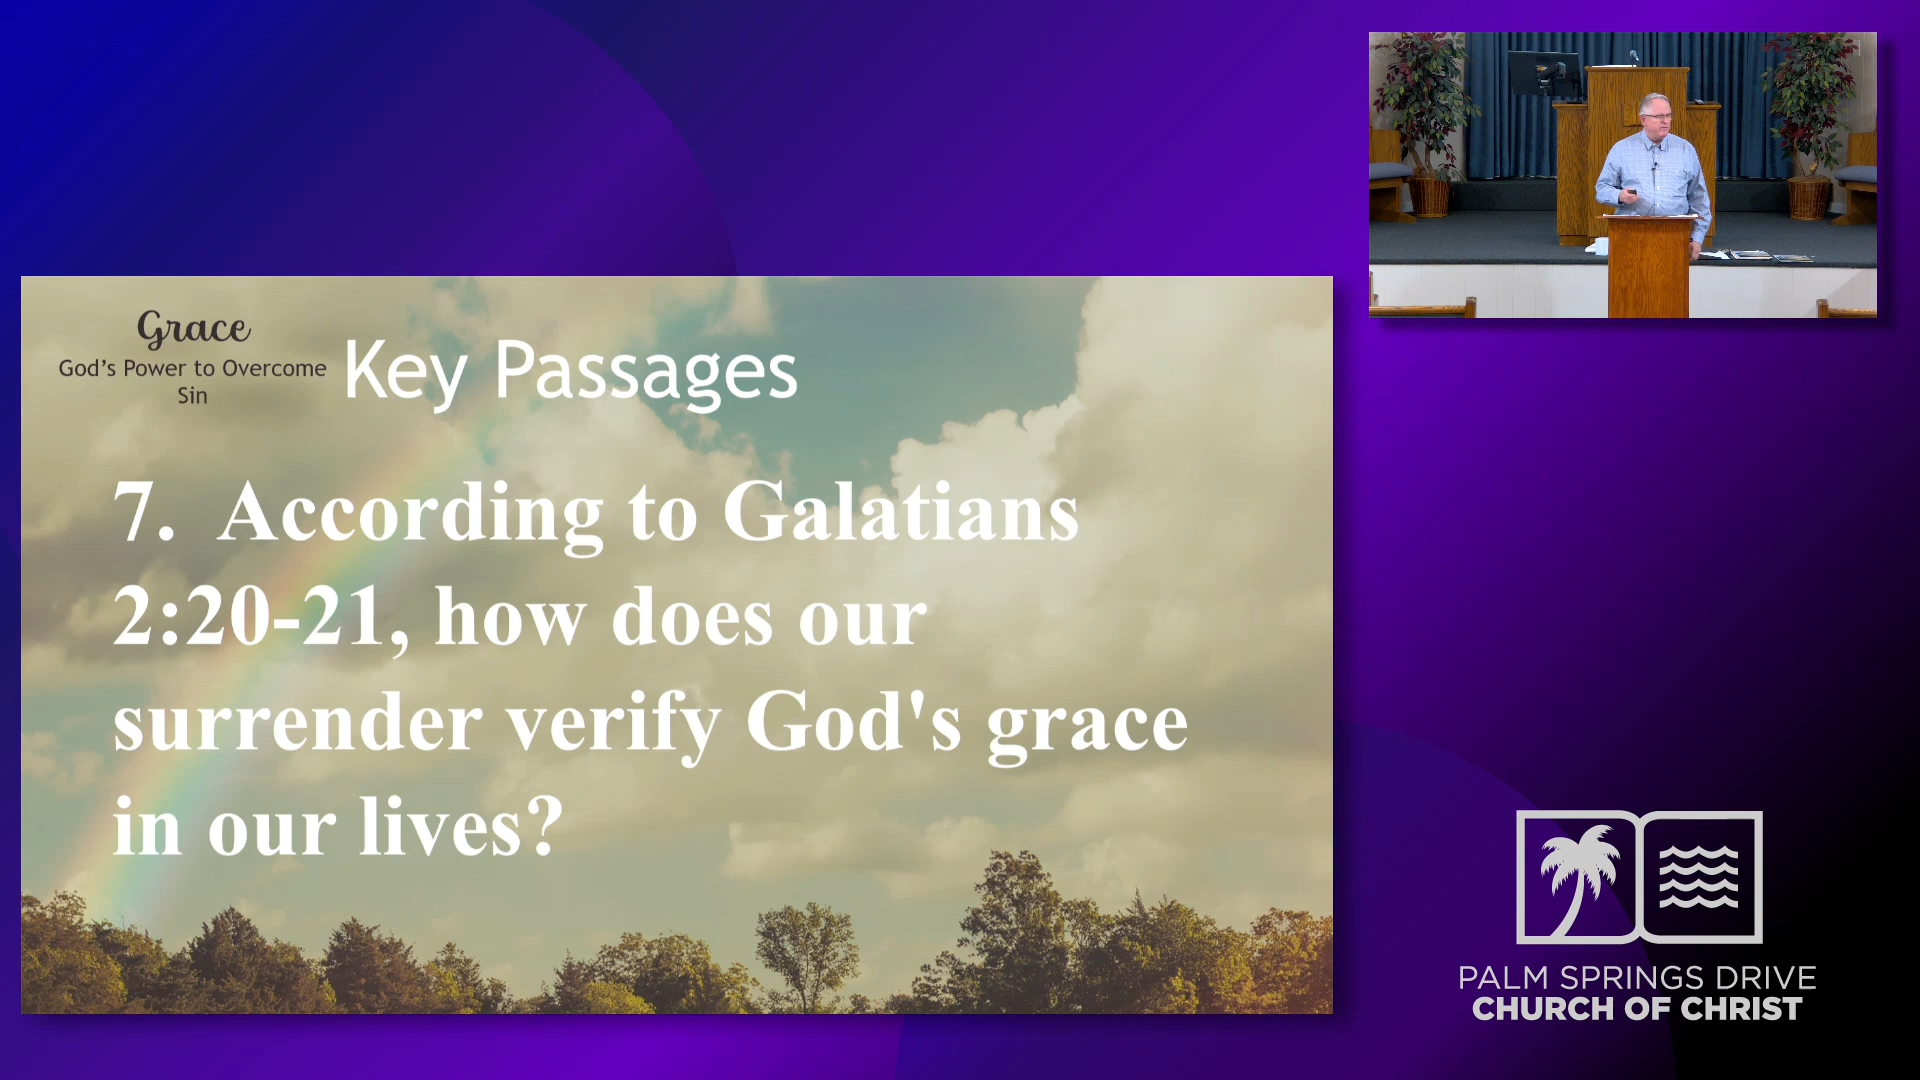 Grace
God’s Power to Overcome
Sin
Key Passages
7. According to Galatians
2:20-21, how does our
surrender verify God's grace
in our lives?
PALM SPRINGS DRIVE
CHURCH OF CHRIST